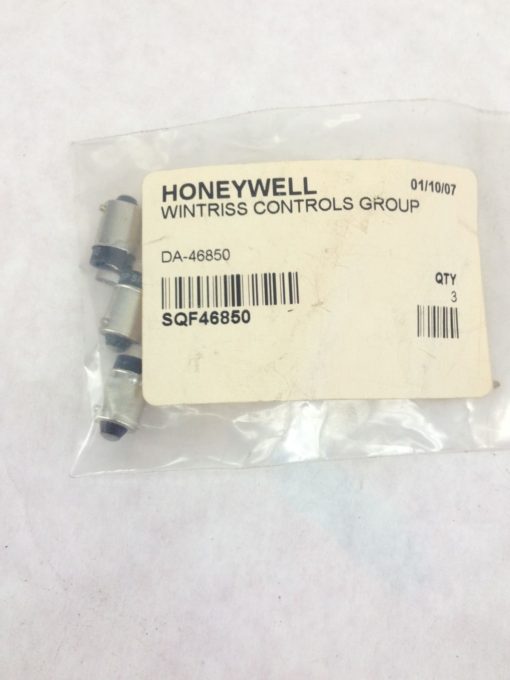 HONEYWELL 01/10/07
WINTRISS CONTROLS GROUP
DA-46850
QTY
3
SQF46850